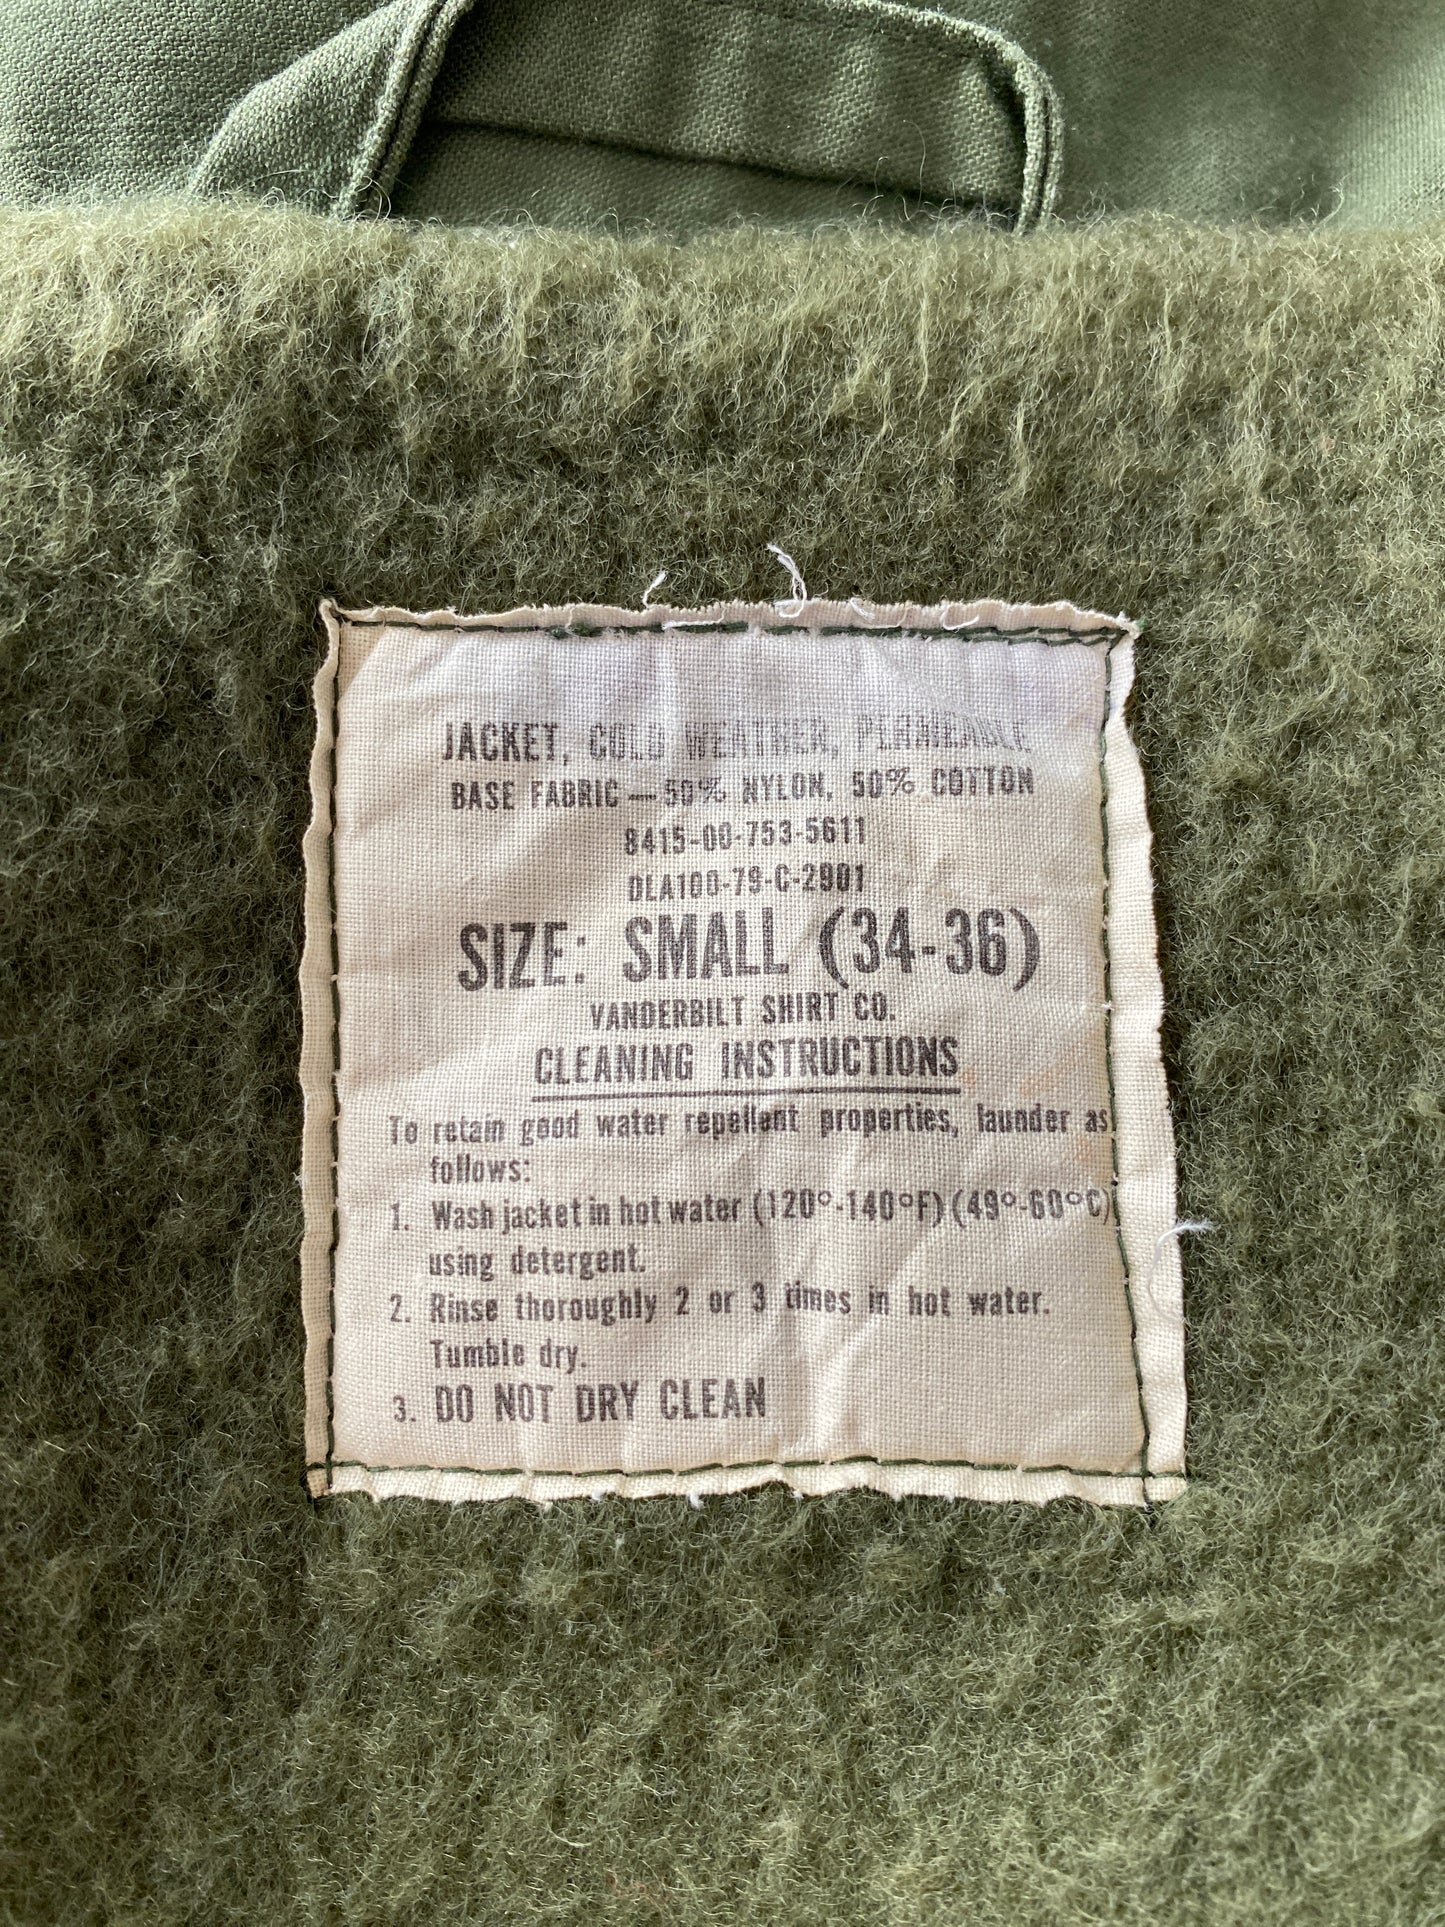 JACKET, COLD WEATHER, PERMEABLE
BASE FABRIC — 50% NYLON, 50% COTTON
8415-00-753-5611
DLA100-79-C-2901
SIZE: SMALL (34-36)
VANDERBILT SHIRT CO.
CLEANING INSTRUCTIONS
To retain good water repellent properties, launder as
follows:
1. Wash jacket in hot water (120°-140°F) (49°-60°C)
using detergent.
2. Rinse thoroughly 2 or 3 times in hot water.
Tumble dry.
3. DO NOT DRY CLEAN